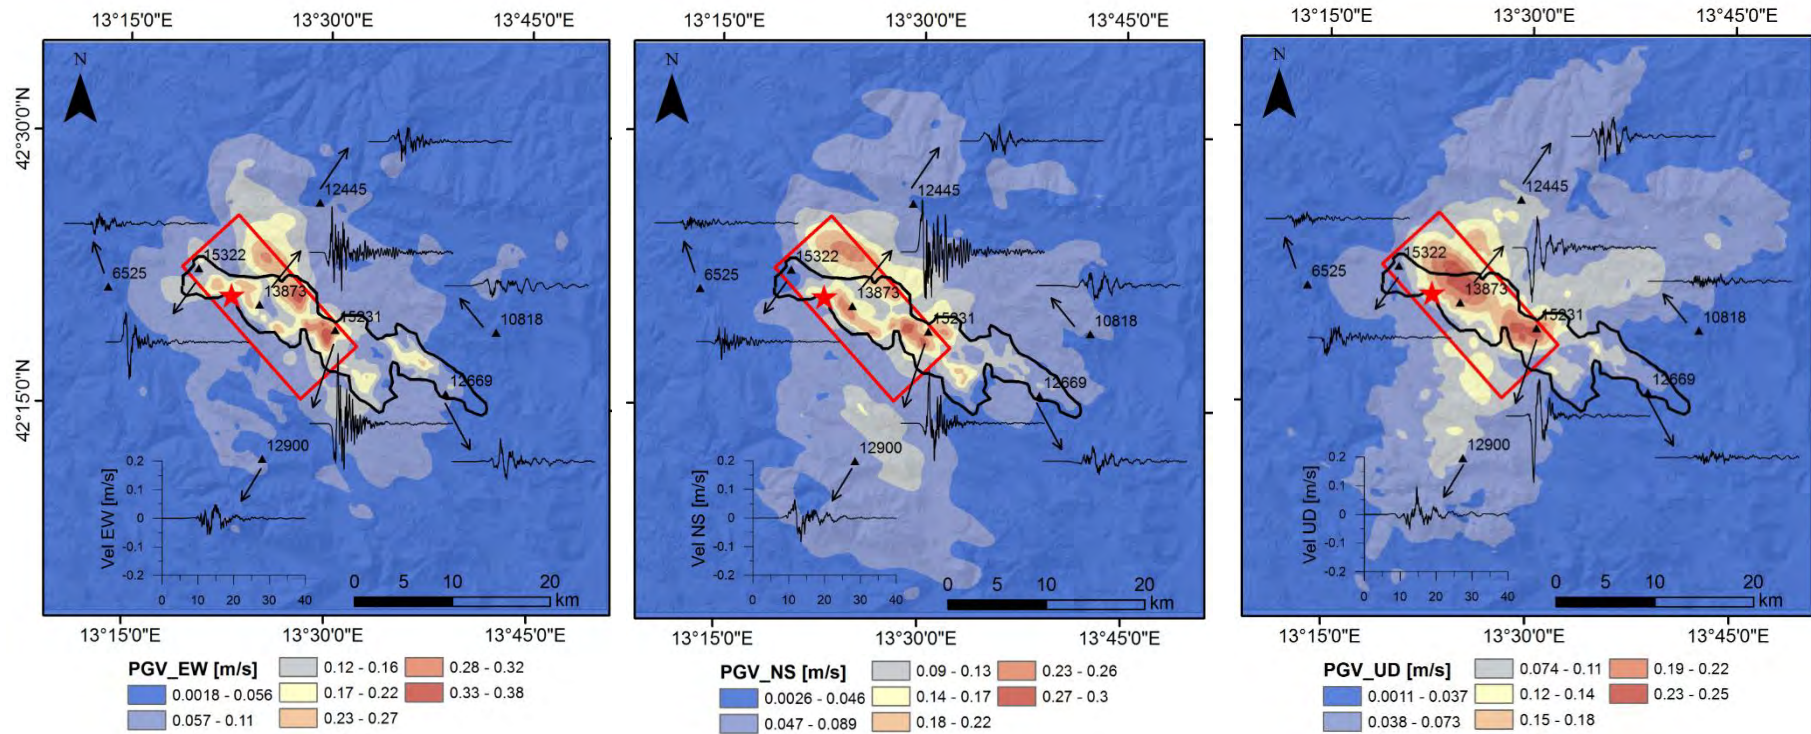 13°15'0"E 13°30'0"E 13°45'0"E
N
42°30'0"N
42°15'0"N
12445
15322
6525
13873
15231
10818
12669
12900
Vel EW [m/s]
0.2
0.1
0
-0.1
-0.2
0 10 20 30 40
0 5 10 20
km
13°15'0"E 13°30'0"E 13°45'0"E
PGV_EW [m/s]
0.0018 - 0.056
0.057 - 0.11
0.12 - 0.16
0.17 - 0.22
0.23 - 0.27
0.28 - 0.32
0.33 - 0.38
13°15'0"E 13°30'0"E 13°45'0"E
N
12445
15322
6525
13873
15231
10818
12669
12900
Vel NS [m/s]
0.2
0.1
0
-0.1
-0.2
0 10 20 30 40
0 5 10 20
km
13°15'0"E 13°30'0"E 13°45'0"E
PGV_NS [m/s]
0.0026 - 0.046
0.047 - 0.089
0.09 - 0.13
0.14 - 0.17
0.18 - 0.22
0.23 - 0.26
0.27 - 0.3
13°15'0"E 13°30'0"E 13°45'0"E
N
12445
15322
6525
13873
15231
10818
12669
12900
Vel UD [m/s]
0.2
0.1
0
-0.1
-0.2
0 10 20 30 40
0 5 10 20
km
13°15'0"E 13°30'0"E 13°45'0"E
PGV_UD [m/s]
0.0011 - 0.037
0.038 - 0.073
0.074 - 0.11
0.12 - 0.14
0.15 - 0.18
0.19 - 0.22
0.23 - 0.25